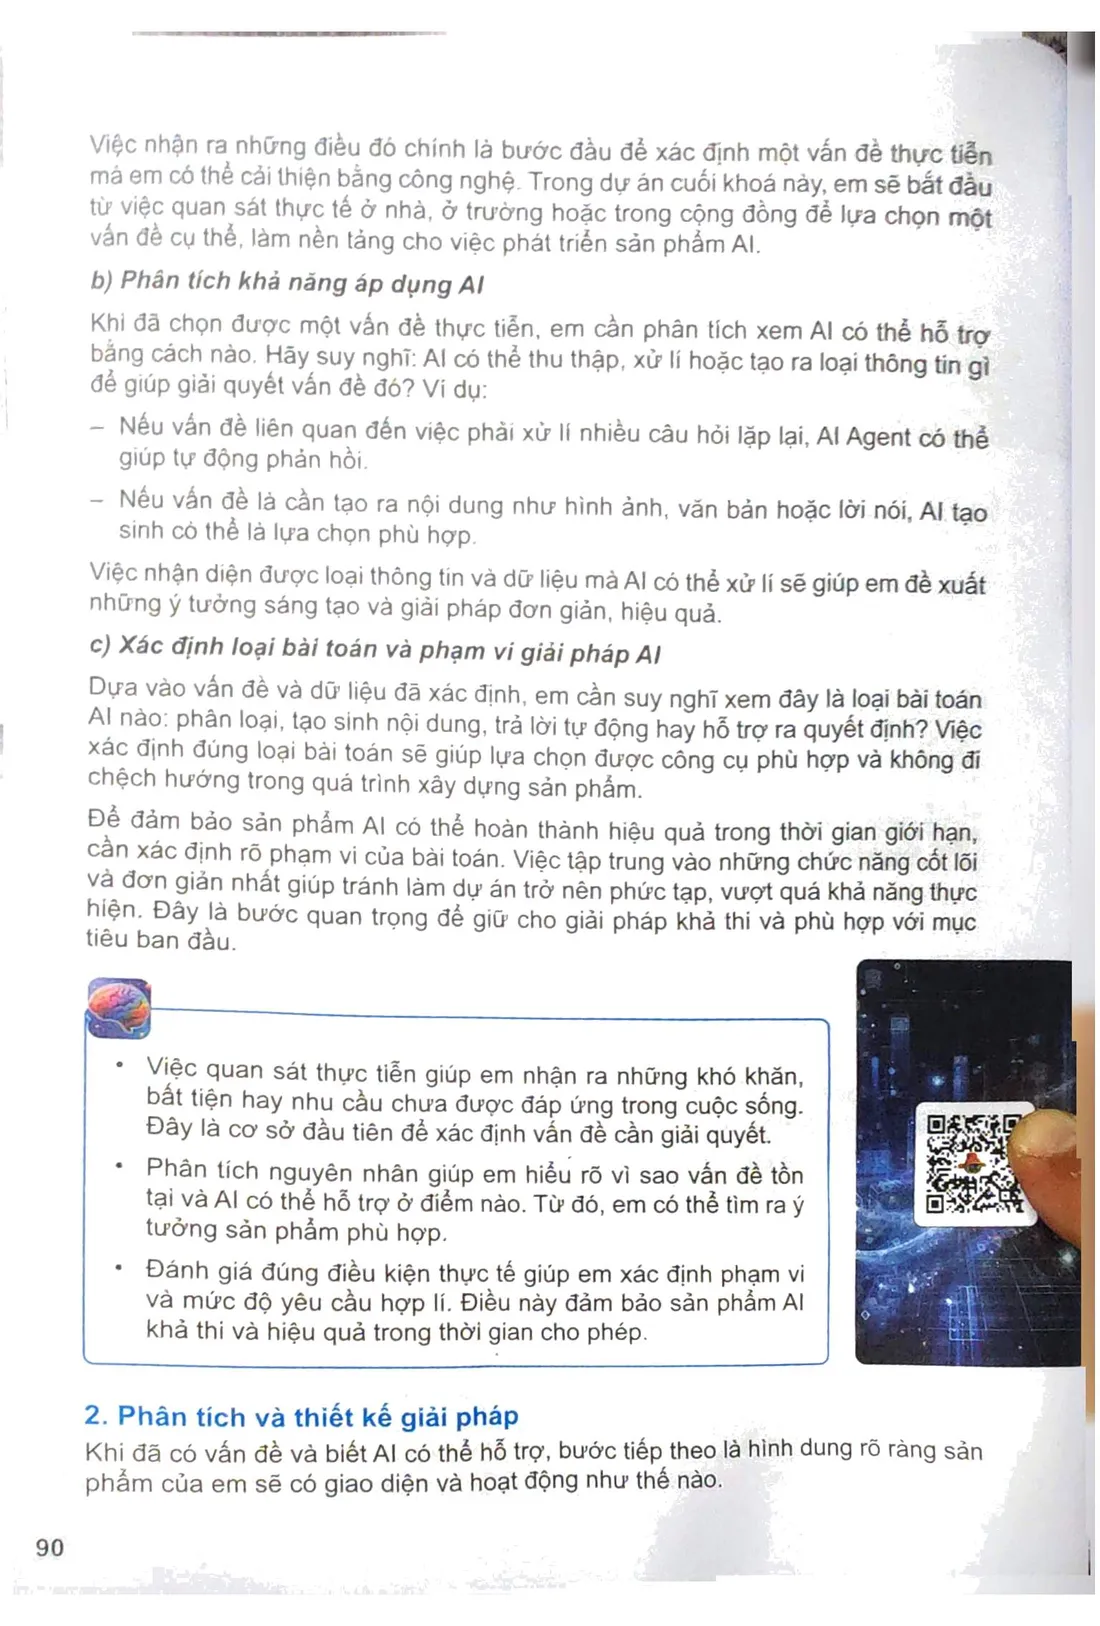 Việc nhận ra những điều đó chính là bước đầu để xác định một vấn đề thực tiễn
mà em có thể cải thiện bằng công nghệ. Trong dự án cuối khoá này, em sẽ bắt đầu
từ việc quan sát thực tế ở nhà, ở trường hoặc trong cộng đồng để lựa chọn một
vấn đề cụ thể, làm nền tảng cho việc phát triển sản phẩm AI.
b) Phân tích khả năng áp dụng AI
Khi đã chọn được một vấn đề thực tiễn, em cần phân tích xem AI có thể hỗ trợ
bằng cách nào. Hãy suy nghĩ: AI có thể thu thập, xử lí hoặc tạo ra loại thông tin gì
để giúp giải quyết vấn đề đó? Ví dụ:
– Nếu vấn đề liên quan đến việc phải xử lí nhiều câu hỏi lặp lại, AI Agent có thể
giúp tự động phản hồi.
– Nếu vấn đề là cần tạo ra nội dung như hình ảnh, văn bản hoặc lời nói, AI tạo
sinh có thể là lựa chọn phù hợp.
Việc nhận diện được loại thông tin và dữ liệu mà AI có thể xử lí sẽ giúp em đề xuất
những ý tưởng sáng tạo và giải pháp đơn giản, hiệu quả.
c) Xác định loại bài toán và phạm vi giải pháp AI
Dựa vào vấn đề và dữ liệu đã xác định, em cần suy nghĩ xem đây là loại bài toán
AI nào: phân loại, tạo sinh nội dung, trả lời tự động hay hỗ trợ ra quyết định? Việc
xác định đúng loại bài toán sẽ giúp lựa chọn được công cụ phù hợp và không đi
chệch hướng trong quá trình xây dựng sản phẩm.
Để đảm bảo sản phẩm AI có thể hoàn thành hiệu quả trong thời gian giới hạn,
cần xác định rõ phạm vi của bài toán. Việc tập trung vào những chức năng cốt lõi
và đơn giản nhất giúp tránh làm dự án trở nên phức tạp, vượt quá khả năng thực
hiện. Đây là bước quan trọng để giữ cho giải pháp khả thi và phù hợp với mục
tiêu ban đầu.
• Việc quan sát thực tiễn giúp em nhận ra những khó khăn,
bất tiện hay nhu cầu chưa được đáp ứng trong cuộc sống.
Đây là cơ sở đầu tiên để xác định vấn đề cần giải quyết.
• Phân tích nguyên nhân giúp em hiểu rõ vì sao vấn đề tồn
tại và AI có thể hỗ trợ ở điểm nào. Từ đó, em có thể tìm ra ý
tưởng sản phẩm phù hợp.
• Đánh giá đúng điều kiện thực tế giúp em xác định phạm vi
và mức độ yêu cầu hợp lí. Điều này đảm bảo sản phẩm AI
khả thi và hiệu quả trong thời gian cho phép.
2. Phân tích và thiết kế giải pháp
Khi đã có vấn đề và biết AI có thể hỗ trợ, bước tiếp theo là hình dung rõ ràng sản
phẩm của em sẽ có giao diện và hoạt động như thế nào.
90